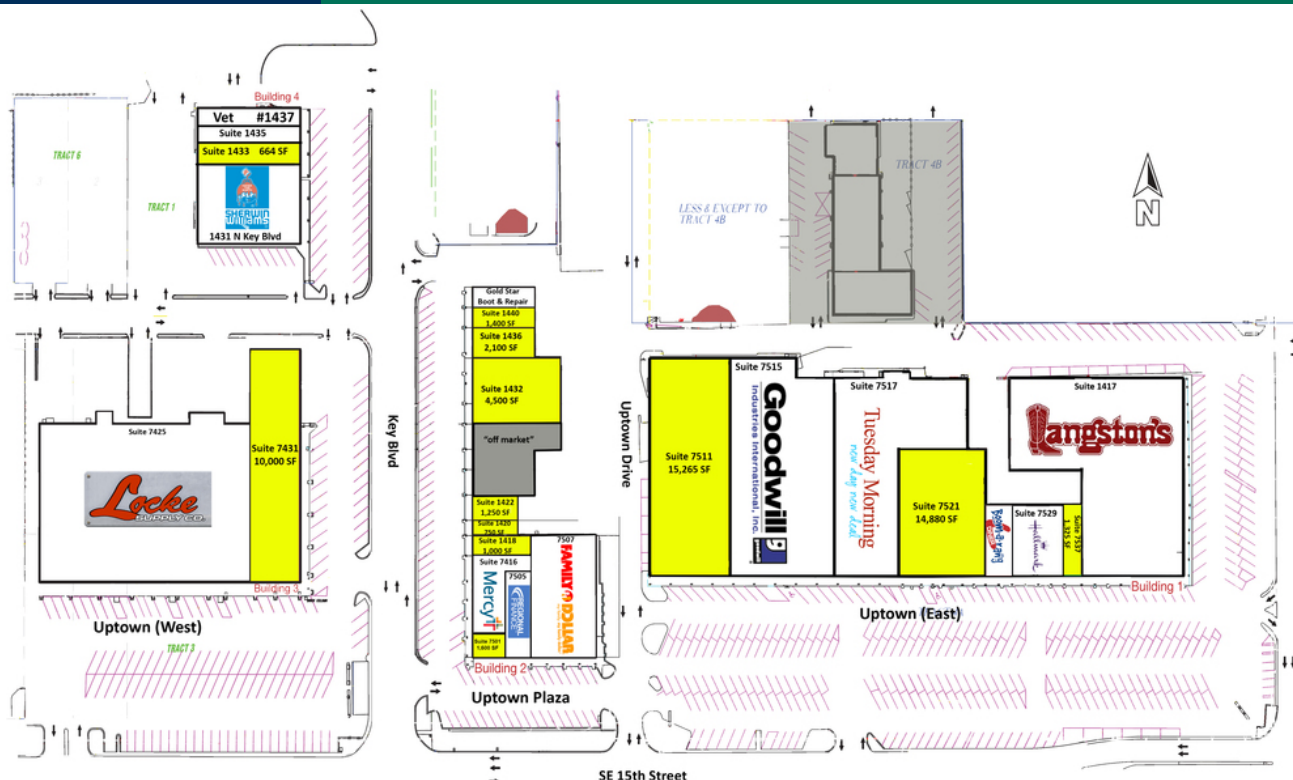 Building 4
Vet #1437
Suite 1435
Suite 1433 664 SF
SHERWIN
WILLIAMS
1431 N Key Blvd
TRACT 6
TRACT 1
Gold Star
Boot & Repair
Suite 1440
1,400 SF
Suite 1436
2,100 SF
Suite 1432
4,500 SF
"off market"
Suite 1422
1,250 SF
Suite 1420
750 SF
Suite 1418
1,000 SF
Suite 7416
Mercy
7505
REGIONAL
FINANCE
7507
FAMILY DOLLAR
Suite 7501
Building 2
Uptown Plaza
LESS & EXCEPT TO
TRACT 4B
TRACT 4B
N
Suite 7425
Locke
SUPPLY CO.
Suite 7431
10,000 SF
Building 3
Uptown (West)
TRACT 3
Key Blvd
Uptown Drive
Suite 7511
15,265 SF
Suite 7515
Goodwill
Industries International, Inc.
Suite 7517
Tuesday Morning
new day new deal
Suite 7521
14,880 SF
Suite 7529
Hallmark
Suite 7537
1,325 SF
Suite 1417
Langston's
Building 1
Uptown (East)
SE 15th Street